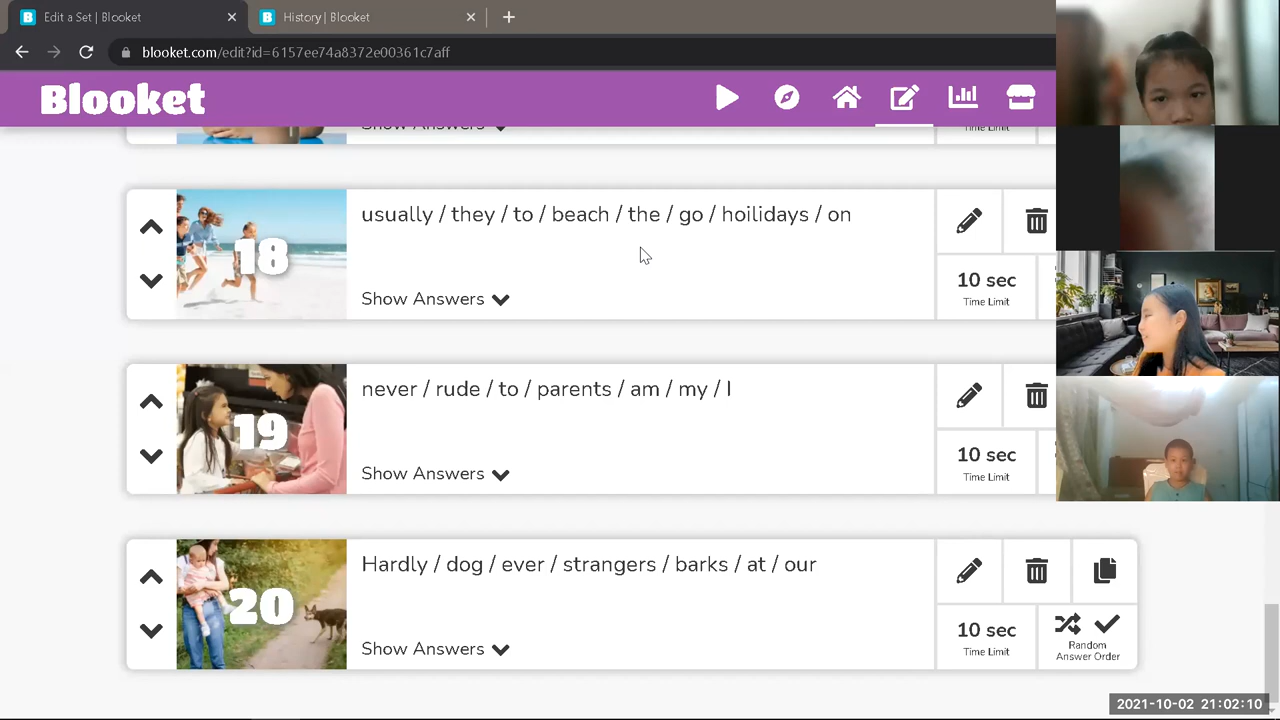 Edit a Set | Blooket
History | Blooket
blooket.com/edit?id=6157ee74a8372e00361c7aff
Blooket
Show Answers
Time Limit
18
usually / they / to / beach / the / go / hoilidays / on
Show Answers
10 sec
Time Limit
19
never / rude / to / parents / am / my / I
Show Answers
10 sec
Time Limit
20
Hardly / dog / ever / strangers / barks / at / our
Show Answers
10 sec
Time Limit
Random
Answer Order
2021-10-02 21:02:10